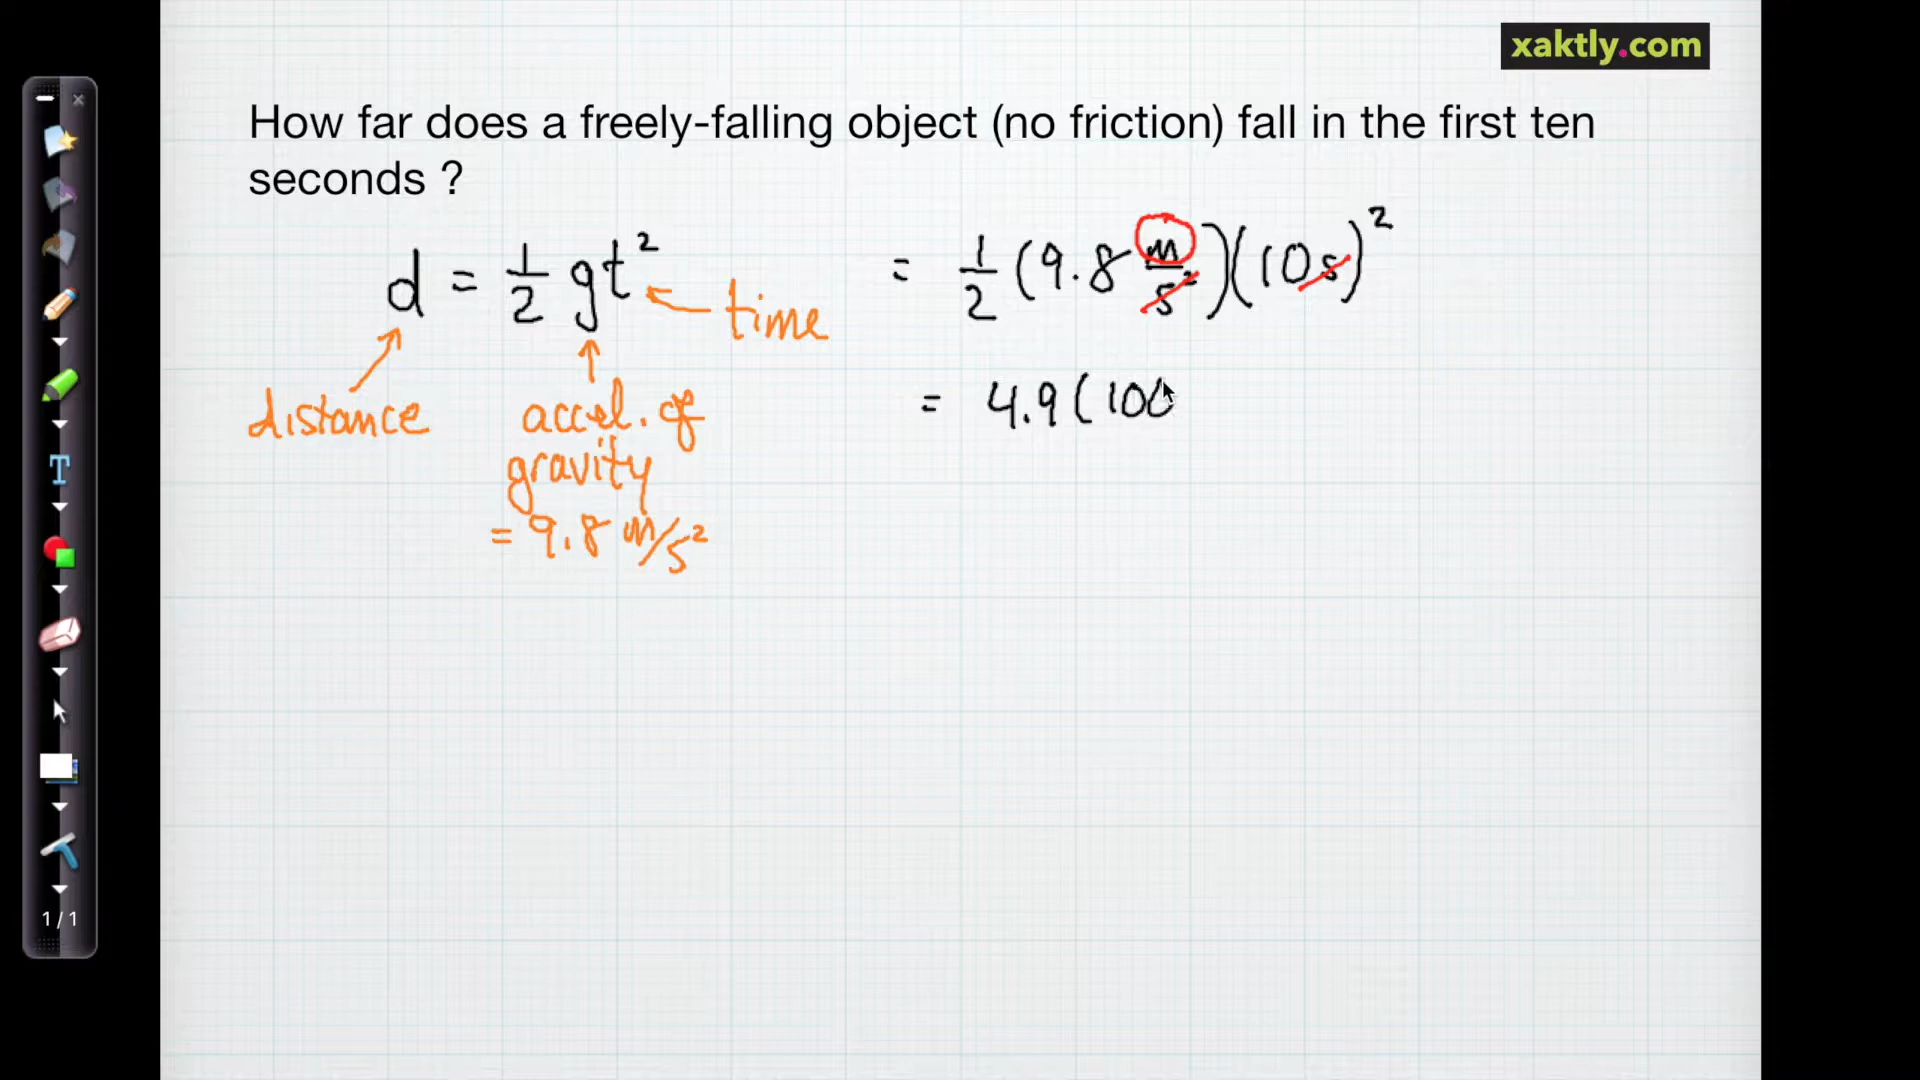 xaktly.com
How far does a freely-falling object (no friction) fall in the first ten
seconds ?
d = 1/2 gt²
time
distance
accel. of
gravity
= 9.8 m/s²
= 1/2 (9.8 m/s²)(10s)²
= 4.9(100
T
1/1